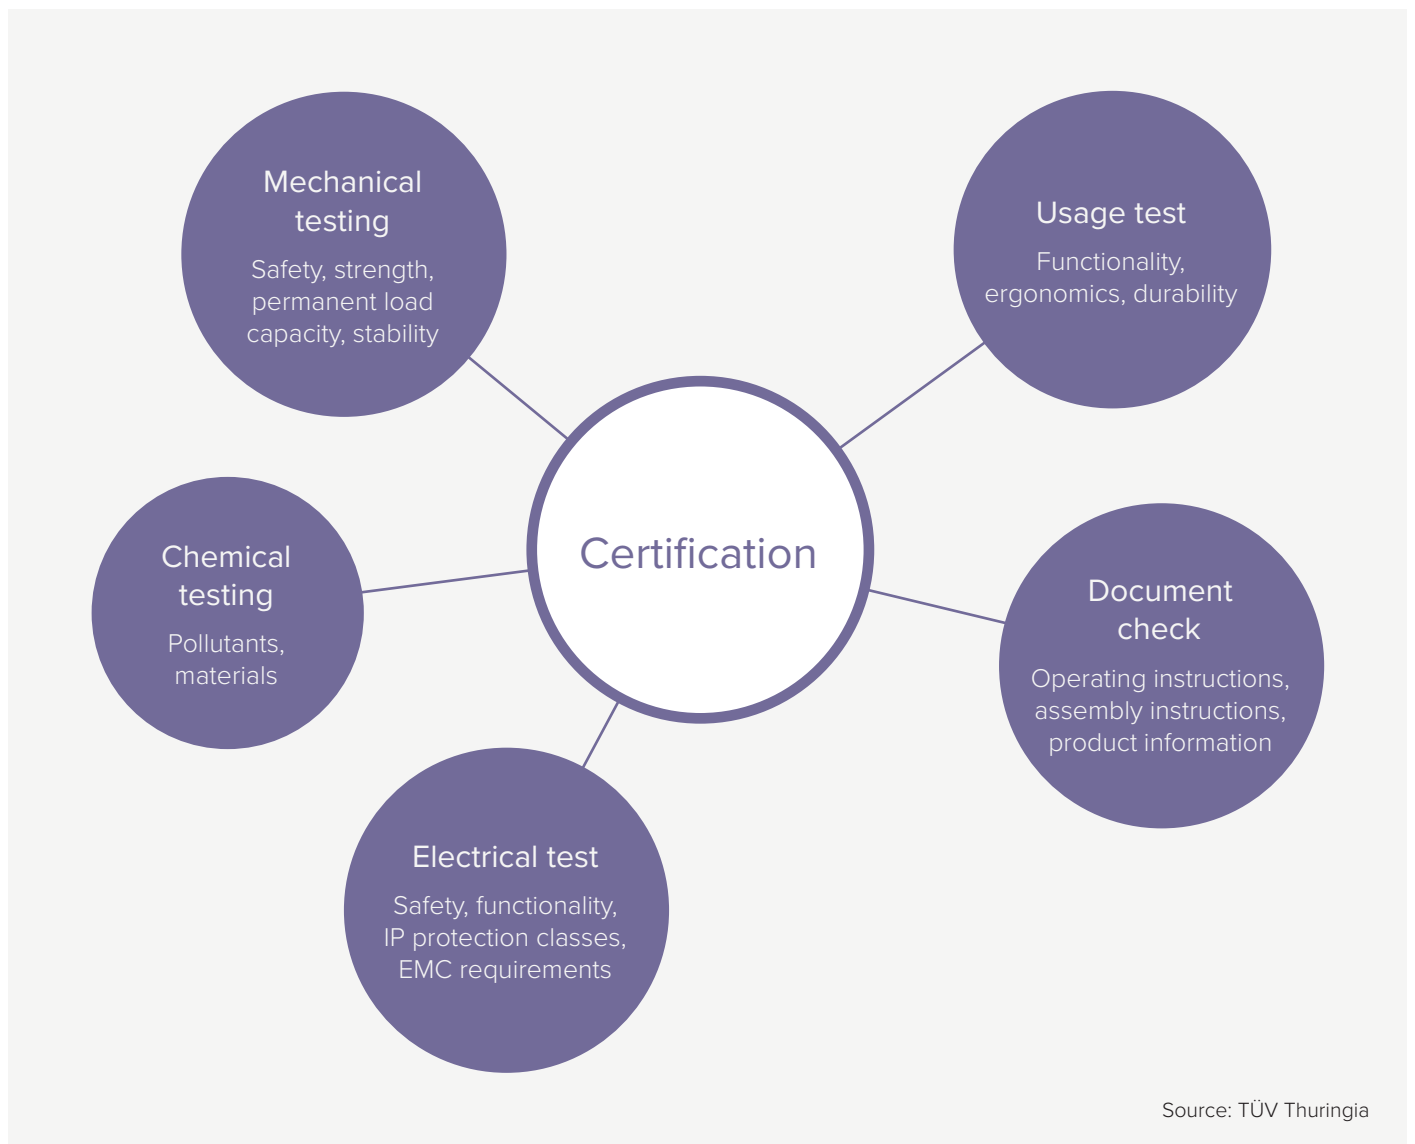 Mechanical
testing
Safety, strength,
permanent load
capacity, stability
Usage test
Functionality,
ergonomics, durability
Certification
Chemical
testing
Pollutants,
materials
Document
check
Operating instructions,
assembly instructions,
product information
Electrical test
Safety, functionality,
IP protection classes,
EMC requirements
Source: TÜV Thuringia